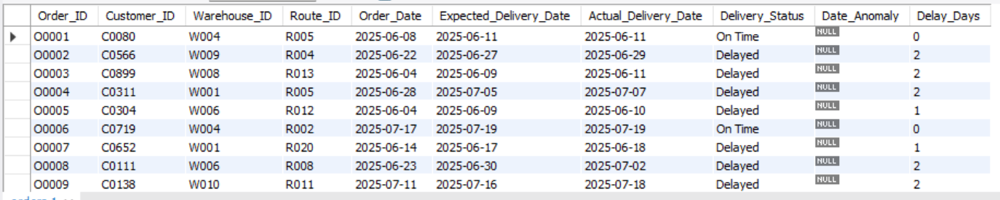 Order_ID Customer_ID Warehouse_ID Route_ID Order_Date Expected_Delivery_Date Actual_Delivery_Date Delivery_Status Date_Anomaly Delay_Days
O0001 C0080 W004 R005 2025-06-08 2025-06-11 2025-06-11 On Time NULL 0
O0002 C0566 W009 R004 2025-06-22 2025-06-27 2025-06-29 Delayed NULL 2
O0003 C0899 W008 R013 2025-06-04 2025-06-09 2025-06-11 Delayed NULL 2
O0004 C0311 W001 R005 2025-06-28 2025-07-05 2025-07-07 Delayed NULL 2
O0005 C0304 W006 R012 2025-06-04 2025-06-09 2025-06-10 Delayed NULL 1
O0006 C0719 W004 R002 2025-07-17 2025-07-19 2025-07-19 On Time NULL 0
O0007 C0652 W001 R020 2025-06-14 2025-06-17 2025-06-18 Delayed NULL 1
O0008 C0111 W006 R008 2025-06-23 2025-06-30 2025-07-02 Delayed NULL 2
O0009 C0138 W010 R011 2025-07-11 2025-07-16 2025-07-18 Delayed NULL 2